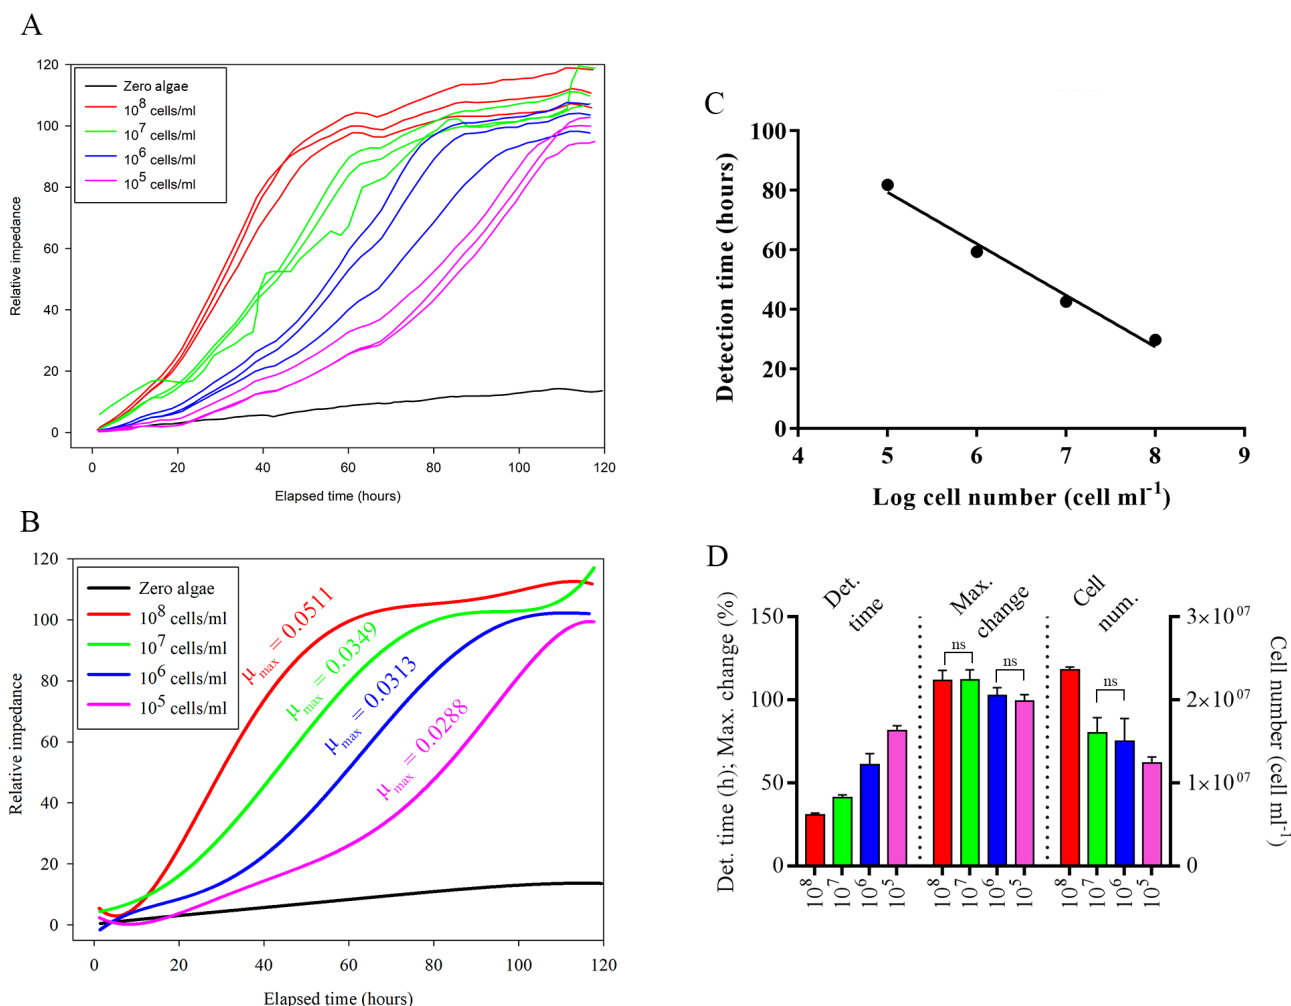 A
120
100
80
60
40
20
0
Relative impedance
Zero algae
10^8 cells/ml
10^7 cells/ml
10^6 cells/ml
10^5 cells/ml
0 20 40 60 80 100 120
Elapsed time (hours)
B
120
100
80
60
40
20
0
Relative impedance
Zero algae
10^8 cells/ml
10^7 cells/ml
10^6 cells/ml
10^5 cells/ml
μmax = 0.0511
μmax = 0.0349
μmax = 0.0313
μmax = 0.0288
0 20 40 60 80 100 120
Elapsed time (hours)
C
100
80
60
40
20
0
Detection time (hours)
4 5 6 7 8 9
Log cell number (cell ml^-1)
D
Det. time
Max. change
Cell num.
150
100
50
0
Det. time (h); Max. change (%)
ns
ns
ns
3×10^07
2×10^07
1×10^07
0
Cell number (cell ml^-1)
10^8 10^7 10^6 10^5 10^8 10^7 10^6 10^5 10^8 10^7 10^6 10^5